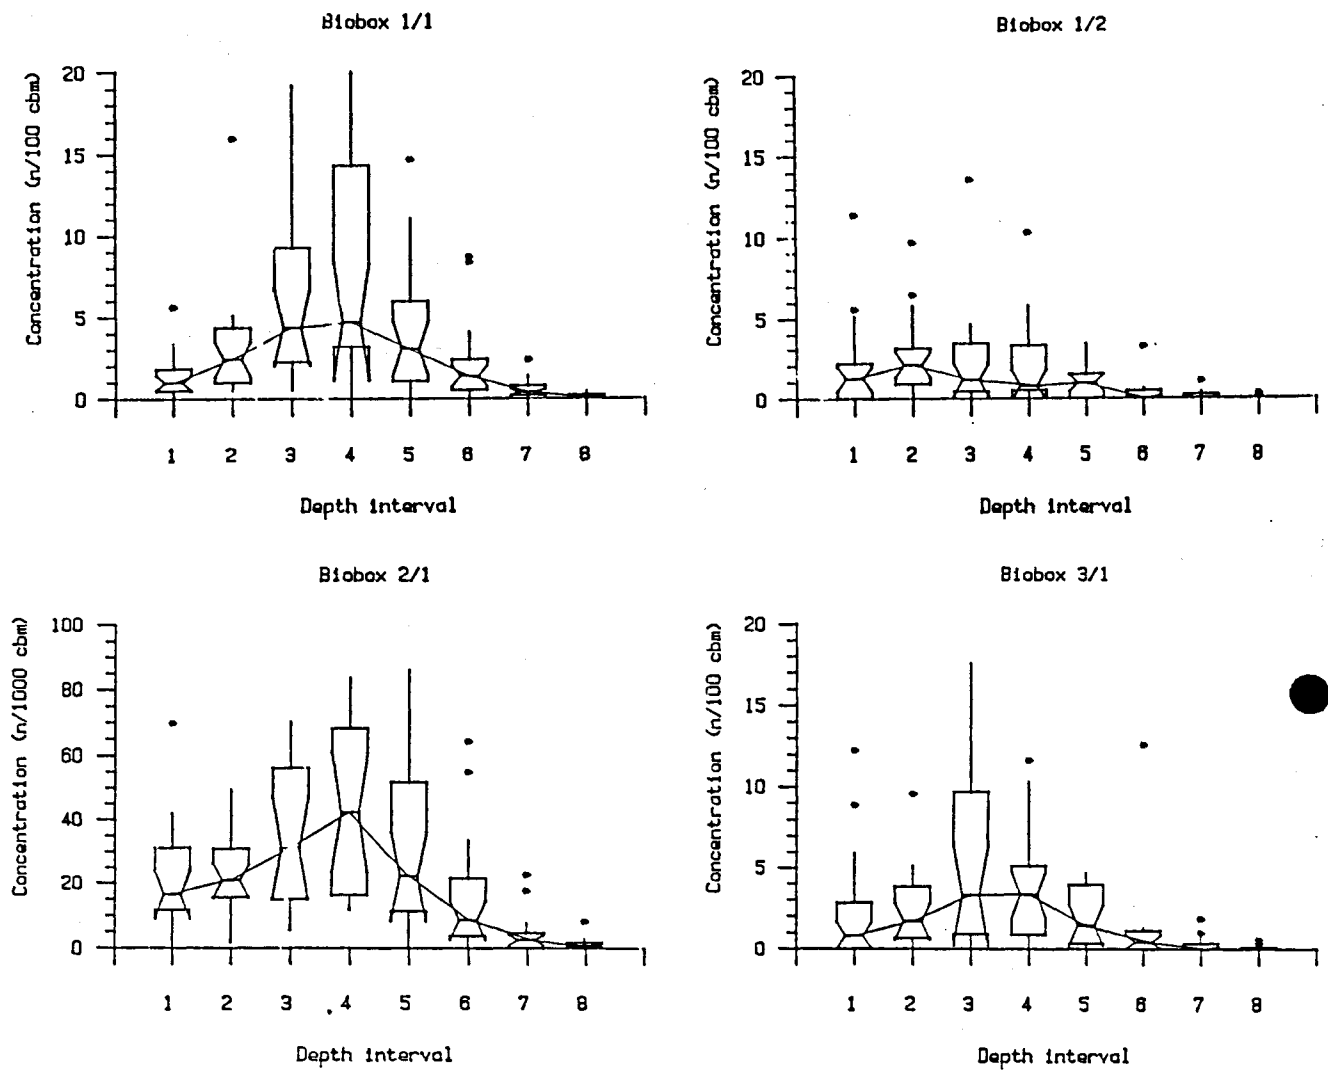 Biobox 1/1
Concentration (n/100 cbm)
20
15
10
5
0
1 2 3 4 5 6 7 8
Depth interval
Biobox 1/2
Concentration (n/100 cbm)
20
15
10
5
0
1 2 3 4 5 6 7 8
Depth interval
Biobox 2/1
Concentration (n/1000 cbm)
100
80
60
40
20
0
1 2 3 4 5 6 7 8
Depth interval
Biobox 3/1
Concentration (n/100 cbm)
20
15
10
5
0
1 2 3 4 5 6 7 8
Depth interval